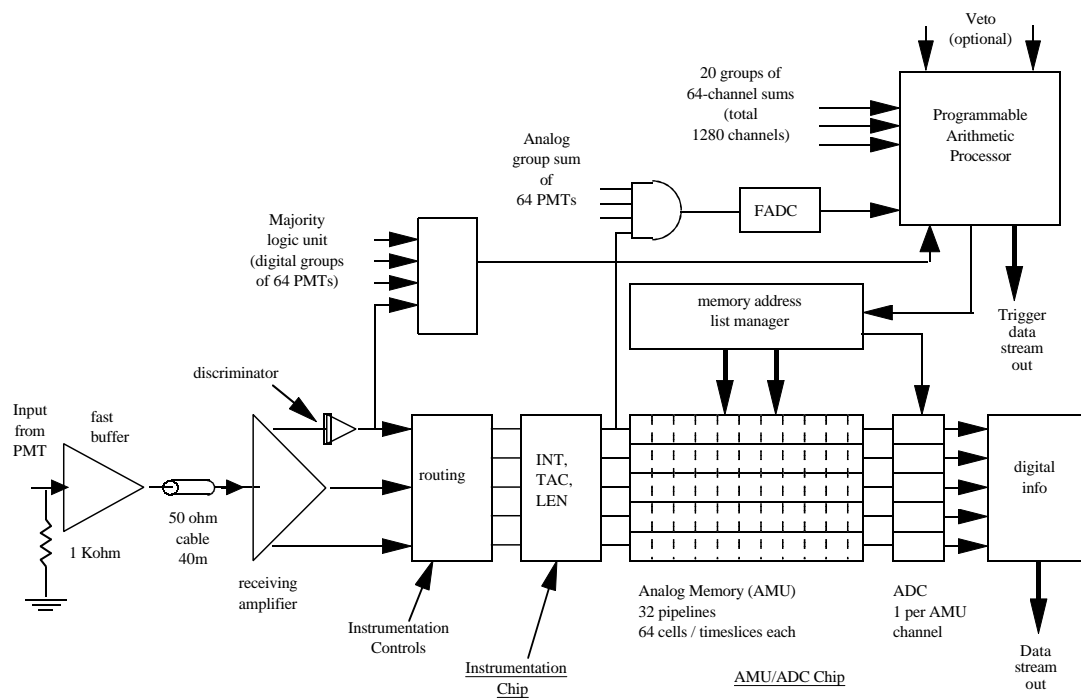 Veto
(optional)
20 groups of
64-channel sums
(total
1280 channels)
Programmable
Arithmetic
Processor
Analog
group sum
of
64 PMTs
FADC
Majority
logic unit
(digital groups
of 64 PMTs)
memory address
list manager
Trigger
data
stream
out
discriminator
Input
from
PMT
fast
buffer
routing
INT,
TAC,
LEN
digital
info
50 ohm
cable
40m
1 Kohm
receiving
amplifier
Instrumentation
Controls
Instrumentation
Chip
Analog Memory (AMU)
32 pipelines
64 cells / timeslices each
ADC
1 per AMU
channel
AMU/ADC Chip
Data
stream
out